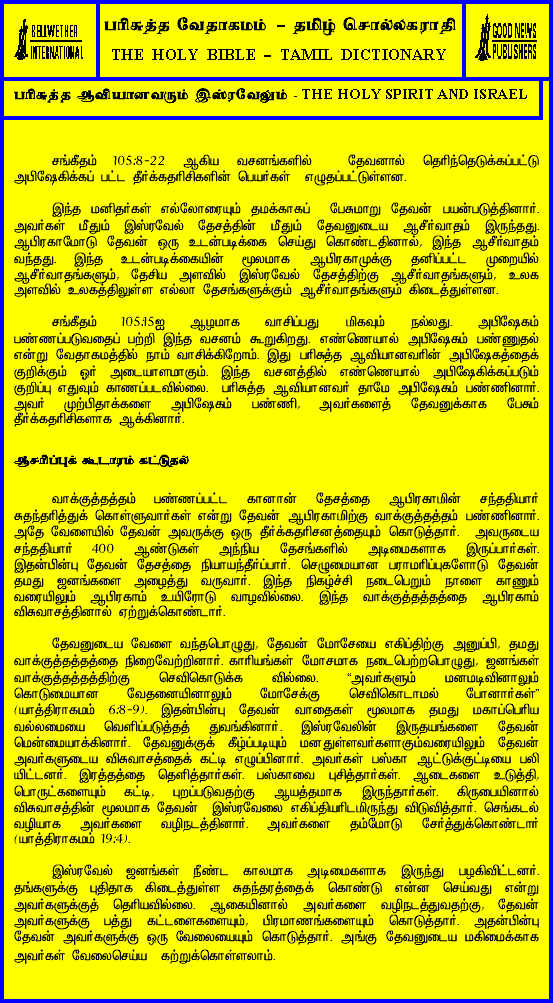 BELLWETHER
INTERNATIONAL
பரிசுத்த வேதாகமம் – தமிழ் சொல்லகராதி
THE HOLY BIBLE – TAMIL DICTIONARY
GOOD NEWS
PUBLISHERS
பரிசுத்த ஆவியானவரும் இஸ்ரவேலும் - THE HOLY SPIRIT AND ISRAEL
சங்கீதம் 105:8-22 ஆகிய வசனங்களில் தேவனால் தெரிந்தெடுக்கப்பட்டு
அபிஷேகிக்கப் பட்ட தீர்க்கதரிசிகளின் பெயர்கள் எழுதப்பட்டுள்ளன.
இந்த மனிதர்கள் எல்லோரையும் தமக்காகப் பேசுமாறு தேவன் பயன்படுத்தினார்.
அவர்கள் மீதும் இஸ்ரவேல் தேசத்தின் மீதும் தேவனுடைய ஆசீர்வாதம் இருந்தது.
ஆபிரகாமோடு தேவன் ஒரு உடன்படிக்கை செய்து கொண்டதினால், இந்த ஆசீர்வாதம்
வந்தது. இந்த உடன்படிக்கையின் மூலமாக ஆபிரகாமுக்கு தனிப்பட்ட முறையில்
ஆசீர்வாதங்களும், தேசிய அளவில் இஸ்ரவேல் தேசத்திற்கு ஆசீர்வாதங்களும், உலக
அளவில் உலகத்திலுள்ள எல்லா தேசங்களுக்கும் ஆசீர்வாதங்களும் கிடைத்துள்ளன.
சங்கீதம் 105:15ஐ ஆழமாக வாசிப்பது மிகவும் நல்லது. அபிஷேகம்
பண்ணப்படுவதைப் பற்றி இந்த வசனம் கூறுகிறது. எண்ணெயால் அபிஷேகம் பண்ணுதல்
என்று வேதாகமத்தில் நாம் வாசிக்கிறோம். இது பரிசுத்த ஆவியானவரின் அபிஷேகத்தைக்
குறிக்கும் ஓர் அடையாளமாகும். இந்த வசனத்தில் எண்ணெயால் அபிஷேகிக்கப்படும்
குறிப்பு எதுவும் காணப்படவில்லை. பரிசுத்த ஆவியானவர் தாமே அபிஷேகம் பண்ணினார்.
அவர் முற்பிதாக்களை அபிஷேகம் பண்ணி, அவர்களைத் தேவனுக்காக பேசும்
தீர்க்கதரிசிகளாக ஆக்கினார்.
ஆசரிப்புக் கூடாரம் கட்டுதல்
வாக்குத்தத்தம் பண்ணப்பட்ட கானான் தேசத்தை ஆபிரகாமின் சந்ததியார்
சுதந்தரித்துக் கொள்ளுவார்கள் என்று தேவன் ஆபிரகாமிற்கு வாக்குத்தத்தம் பண்ணினார்.
அதே வேளையில் தேவன் அவருக்கு ஒரு தீர்க்கதரிசனத்தையும் கொடுத்தார். அவருடைய
சந்ததியார் 400 ஆண்டுகள் அந்நிய தேசங்களில் அடிமைகளாக இருப்பார்கள்.
இதன்பின்பு தேவன் தேசத்தை நியாயந்தீர்ப்பார். செழுமையான பராமரிப்புகளோடு தேவன்
தமது ஜனங்களை அழைத்து வருவார். இந்த நிகழ்ச்சி நடைபெறும் நாளை காணும்
வரையிலும் ஆபிரகாம் உயிரோடு வாழவில்லை. இந்த வாக்குத்தத்தத்தை ஆபிரகாம்
விசுவாசத்தினால் ஏற்றுக்கொண்டார்.
தேவனுடைய வேளை வந்தபொழுது, தேவன் மோசேயை எகிப்திற்கு அனுப்பி, தமது
வாக்குத்தத்தத்தை நிறைவேற்றினார். காரியங்கள் மோசமாக நடைபெற்றபொழுது, ஜனங்கள்
வாக்குத்தத்தத்திற்கு செவிகொடுக்க வில்லை. “அவர்களும் மனமடிவினாலும்
கொடுமையான வேதனையினாலும் மோசேக்கு செவிகொடாமல் போனார்கள்”
(யாத்திராகமம் 6:8-9). இதன்பின்பு தேவன் வாதைகள் மூலமாக தமது மகாப்பெரிய
வல்லமையை வெளிப்படுத்தத் துவங்கினார். இஸ்ரவேலின் இருதயங்களை தேவன்
மென்மையாக்கினார். தேவனுக்குக் கீழ்ப்படியும் மனதுள்ளவர்களாகும்வரையிலும் தேவன்
அவர்களுடைய விசுவாசத்தைக் கட்டி எழுப்பினார். அவர்கள் பஸ்கா ஆட்டுக்குட்டியை பலி
யிட்டனர். இரத்தத்தை தெளித்தார்கள். பஸ்காவை புசித்தார்கள். ஆடைகளை உடுத்தி,
பொருட்களையும் கட்டி, புறப்படுவதற்கு ஆயத்தமாக இருந்தார்கள். கிருபையினால்
விசுவாசத்தின் மூலமாக தேவன் இஸ்ரவேலை எகிப்தியரிடமிருந்து விடுவித்தார். செங்கடல்
வழியாக அவர்களை வழிநடத்தினார். அவர்களை தம்மோடு சேர்த்துக்கொண்டார்
(யாத்திராகமம் 19:4).
இஸ்ரவேல் ஜனங்கள் நீண்ட காலமாக அடிமைகளாக இருந்து பழகிவிட்டனர்.
தங்களுக்கு புதிதாக கிடைத்துள்ள சுதந்தரத்தைக் கொண்டு என்ன செய்வது என்று
அவர்களுக்குத் தெரியவில்லை. ஆகையினால் அவர்களை வழிநடத்துவதற்கு, தேவன்
அவர்களுக்கு பத்து கட்டளைகளையும், பிரமாணங்களையும் கொடுத்தார். அதன்பின்பு
தேவன் அவர்களுக்கு ஒரு வேலையையும் கொடுத்தார். அங்கு தேவனுடைய மகிமைக்காக
அவர்கள் வேலைசெய்ய கற்றுக்கொள்ளலாம்.